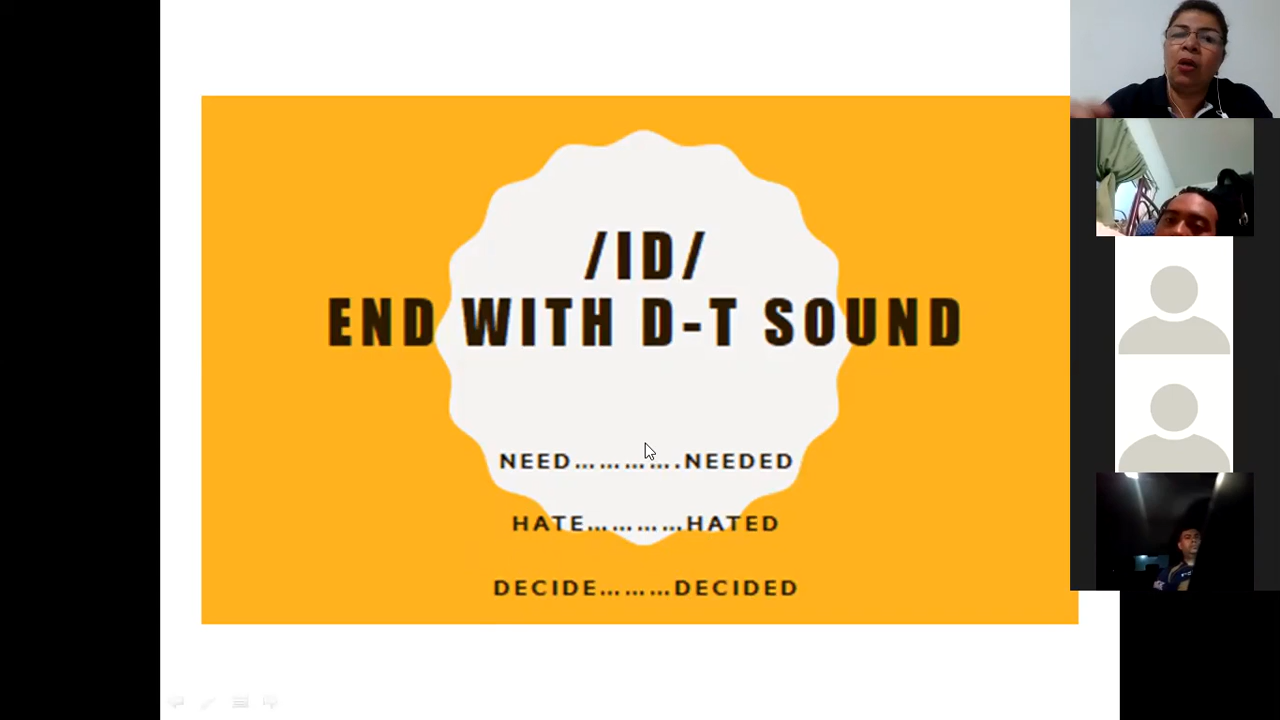 /ID/
END WITH D-T SOUND
NEED………….NEEDED
HATE…………HATED
DECIDE………DECIDED